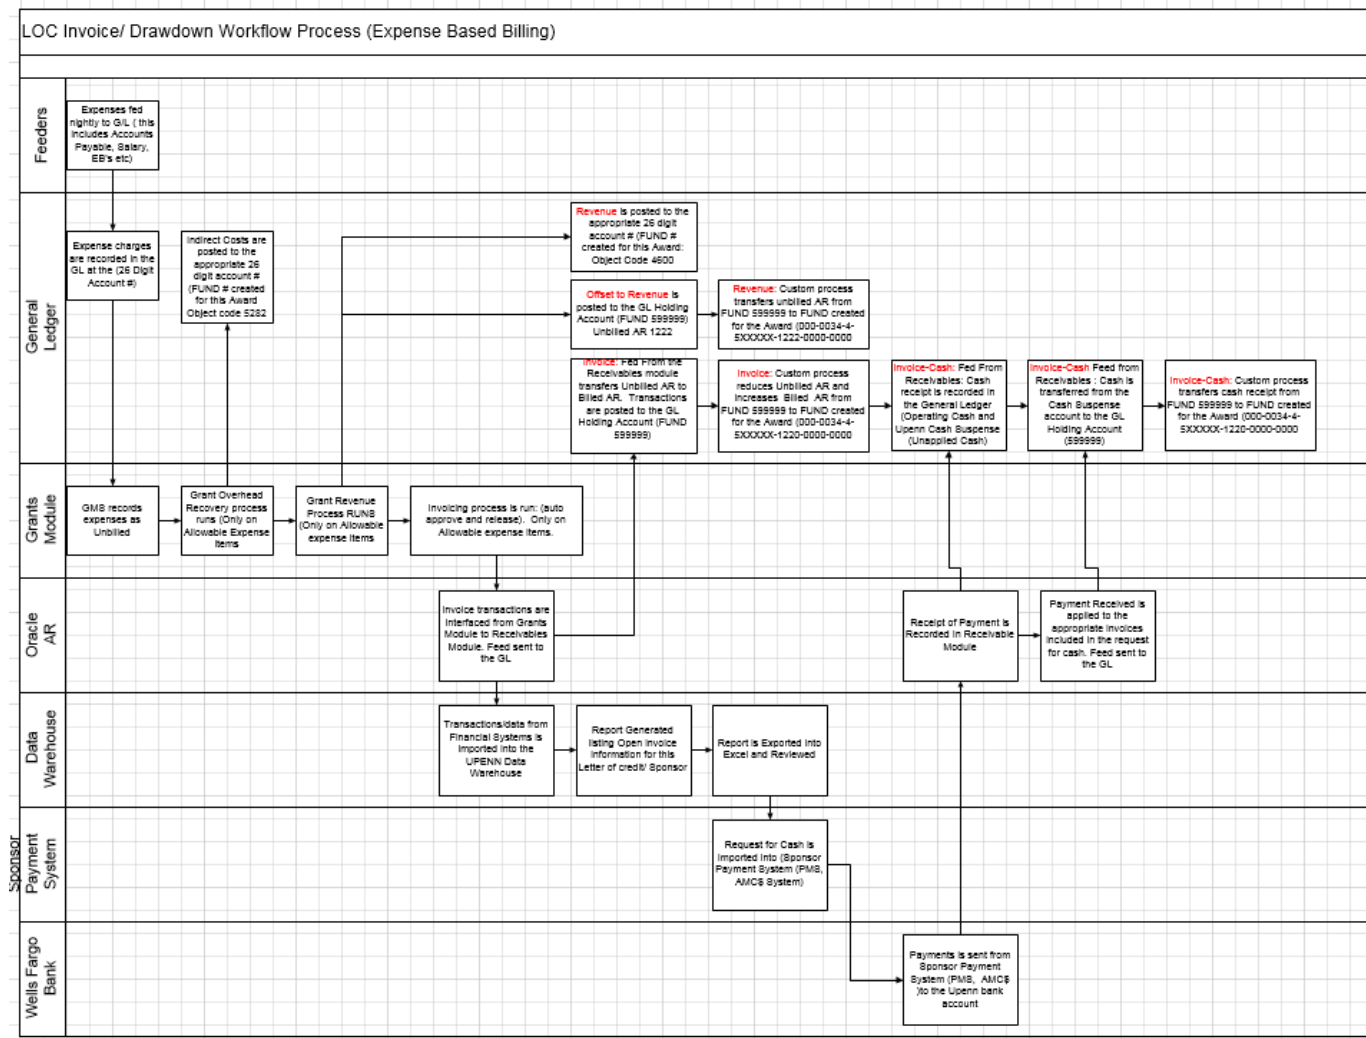 LOC Invoice/ Drawdown Workflow Process (Expense Based Billing)
Feeders
Expenses fed
nightly to G/L ( this
includes Accounts
Payable, Salary,
EB's etc)
General
Ledger
Expense charges
are recorded in the
GL at the (26 Digit
Account #)
Indirect Costs are
posted to the
appropriate 26
digit account #
(FUND # created
for this Award
Object code 5282
Revenue is posted to the
appropriate 26 digit
account # (FUND #
created for this Award:
Object Code 4600
Offset to Revenue is
posted to the GL Holding
Account (FUND 599999)
Unbilled AR 1222
Revenue: Custom process
transfers unbilled AR from
FUND 599999 to FUND created
for the Award (000-0034-4-
5XXXXX-1222-0000-0000
Invoice: Fed From the
Receivables module
transfers Unbilled AR to
Billed AR. Transactions
are posted to the GL
Holding Account (FUND
599999)
Invoice: Custom process
reduces Unbilled AR and
increases Billed AR from
FUND 599999 to FUND created
for the Award (000-0034-4-
5XXXXX-1220-0000-0000
Invoice-Cash: Fed From
Receivables: Cash
receipt is recorded in
the General Ledger
(Operating Cash and
Upenn Cash Suspense
(Unapplied Cash)
Invoice-Cash Feed from
Receivables : Cash is
transferred from the
Cash Suspense
account to the GL
Holding Account
(599999)
Invoice-Cash: Custom process
transfers cash receipt from
FUND 599999 to FUND created
for the Award (000-0034-4-
5XXXXX-1220-0000-0000
Grants
Module
GMS records
expenses as
Unbilled
Grant Overhead
Recovery process
runs (Only on
Allowable Expense
Items
Grant Revenue
Process RUNS
(Only on Allowable
expense items
Invoicing process is run: (auto
approve and release). Only on
Allowable expense items.
Oracle
AR
Invoice transactions are
interfaced from Grants
Module to Receivables
Module. Feed sent to
the GL
Receipt of Payment is
Recorded in Receivable
Module
Payment Received is
applied to the
appropriate invoices
included in the request
for cash. Feed sent to
the GL
Data
Warehouse
Transactions/data from
Financial Systems is
imported into the
UPENN Data
Warehouse
Report Generated
listing Open Invoice
information for this
Letter of credit/ Sponsor
Report is Exported into
Excel and Reviewed
Sponsor
Payment
System
Request for Cash is
imported into (Sponsor
Payment System (PMS,
AMC$ System)
Wells Fargo
Bank
Payments is sent from
Sponsor Payment
System (PMS, AMC$
)to the Upenn bank
account